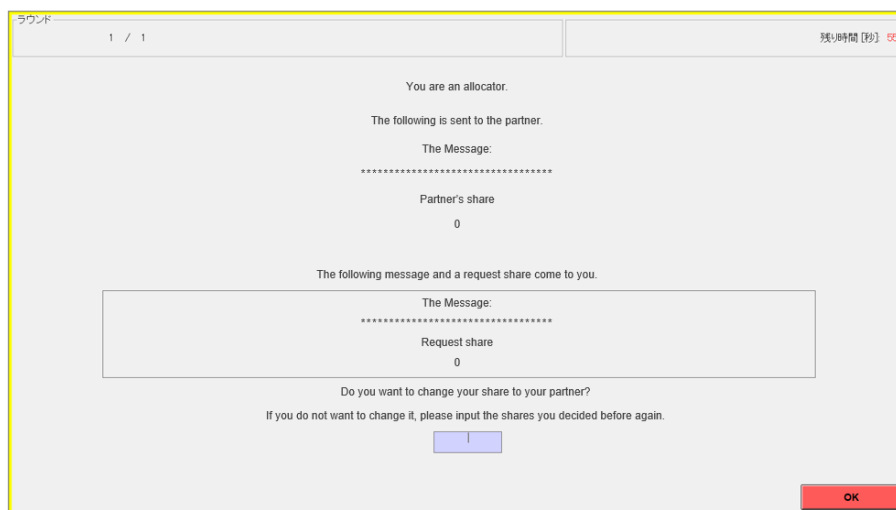 ラウンド
1 / 1
残り時間 [秒]: 55
You are an allocator.
The following is sent to the partner.
The Message:
**********************************
Partner's share
0
The following message and a request share come to you.
The Message:
**********************************
Request share
0
Do you want to change your share to your partner?
If you do not want to change it, please input the shares you decided before again.
OK